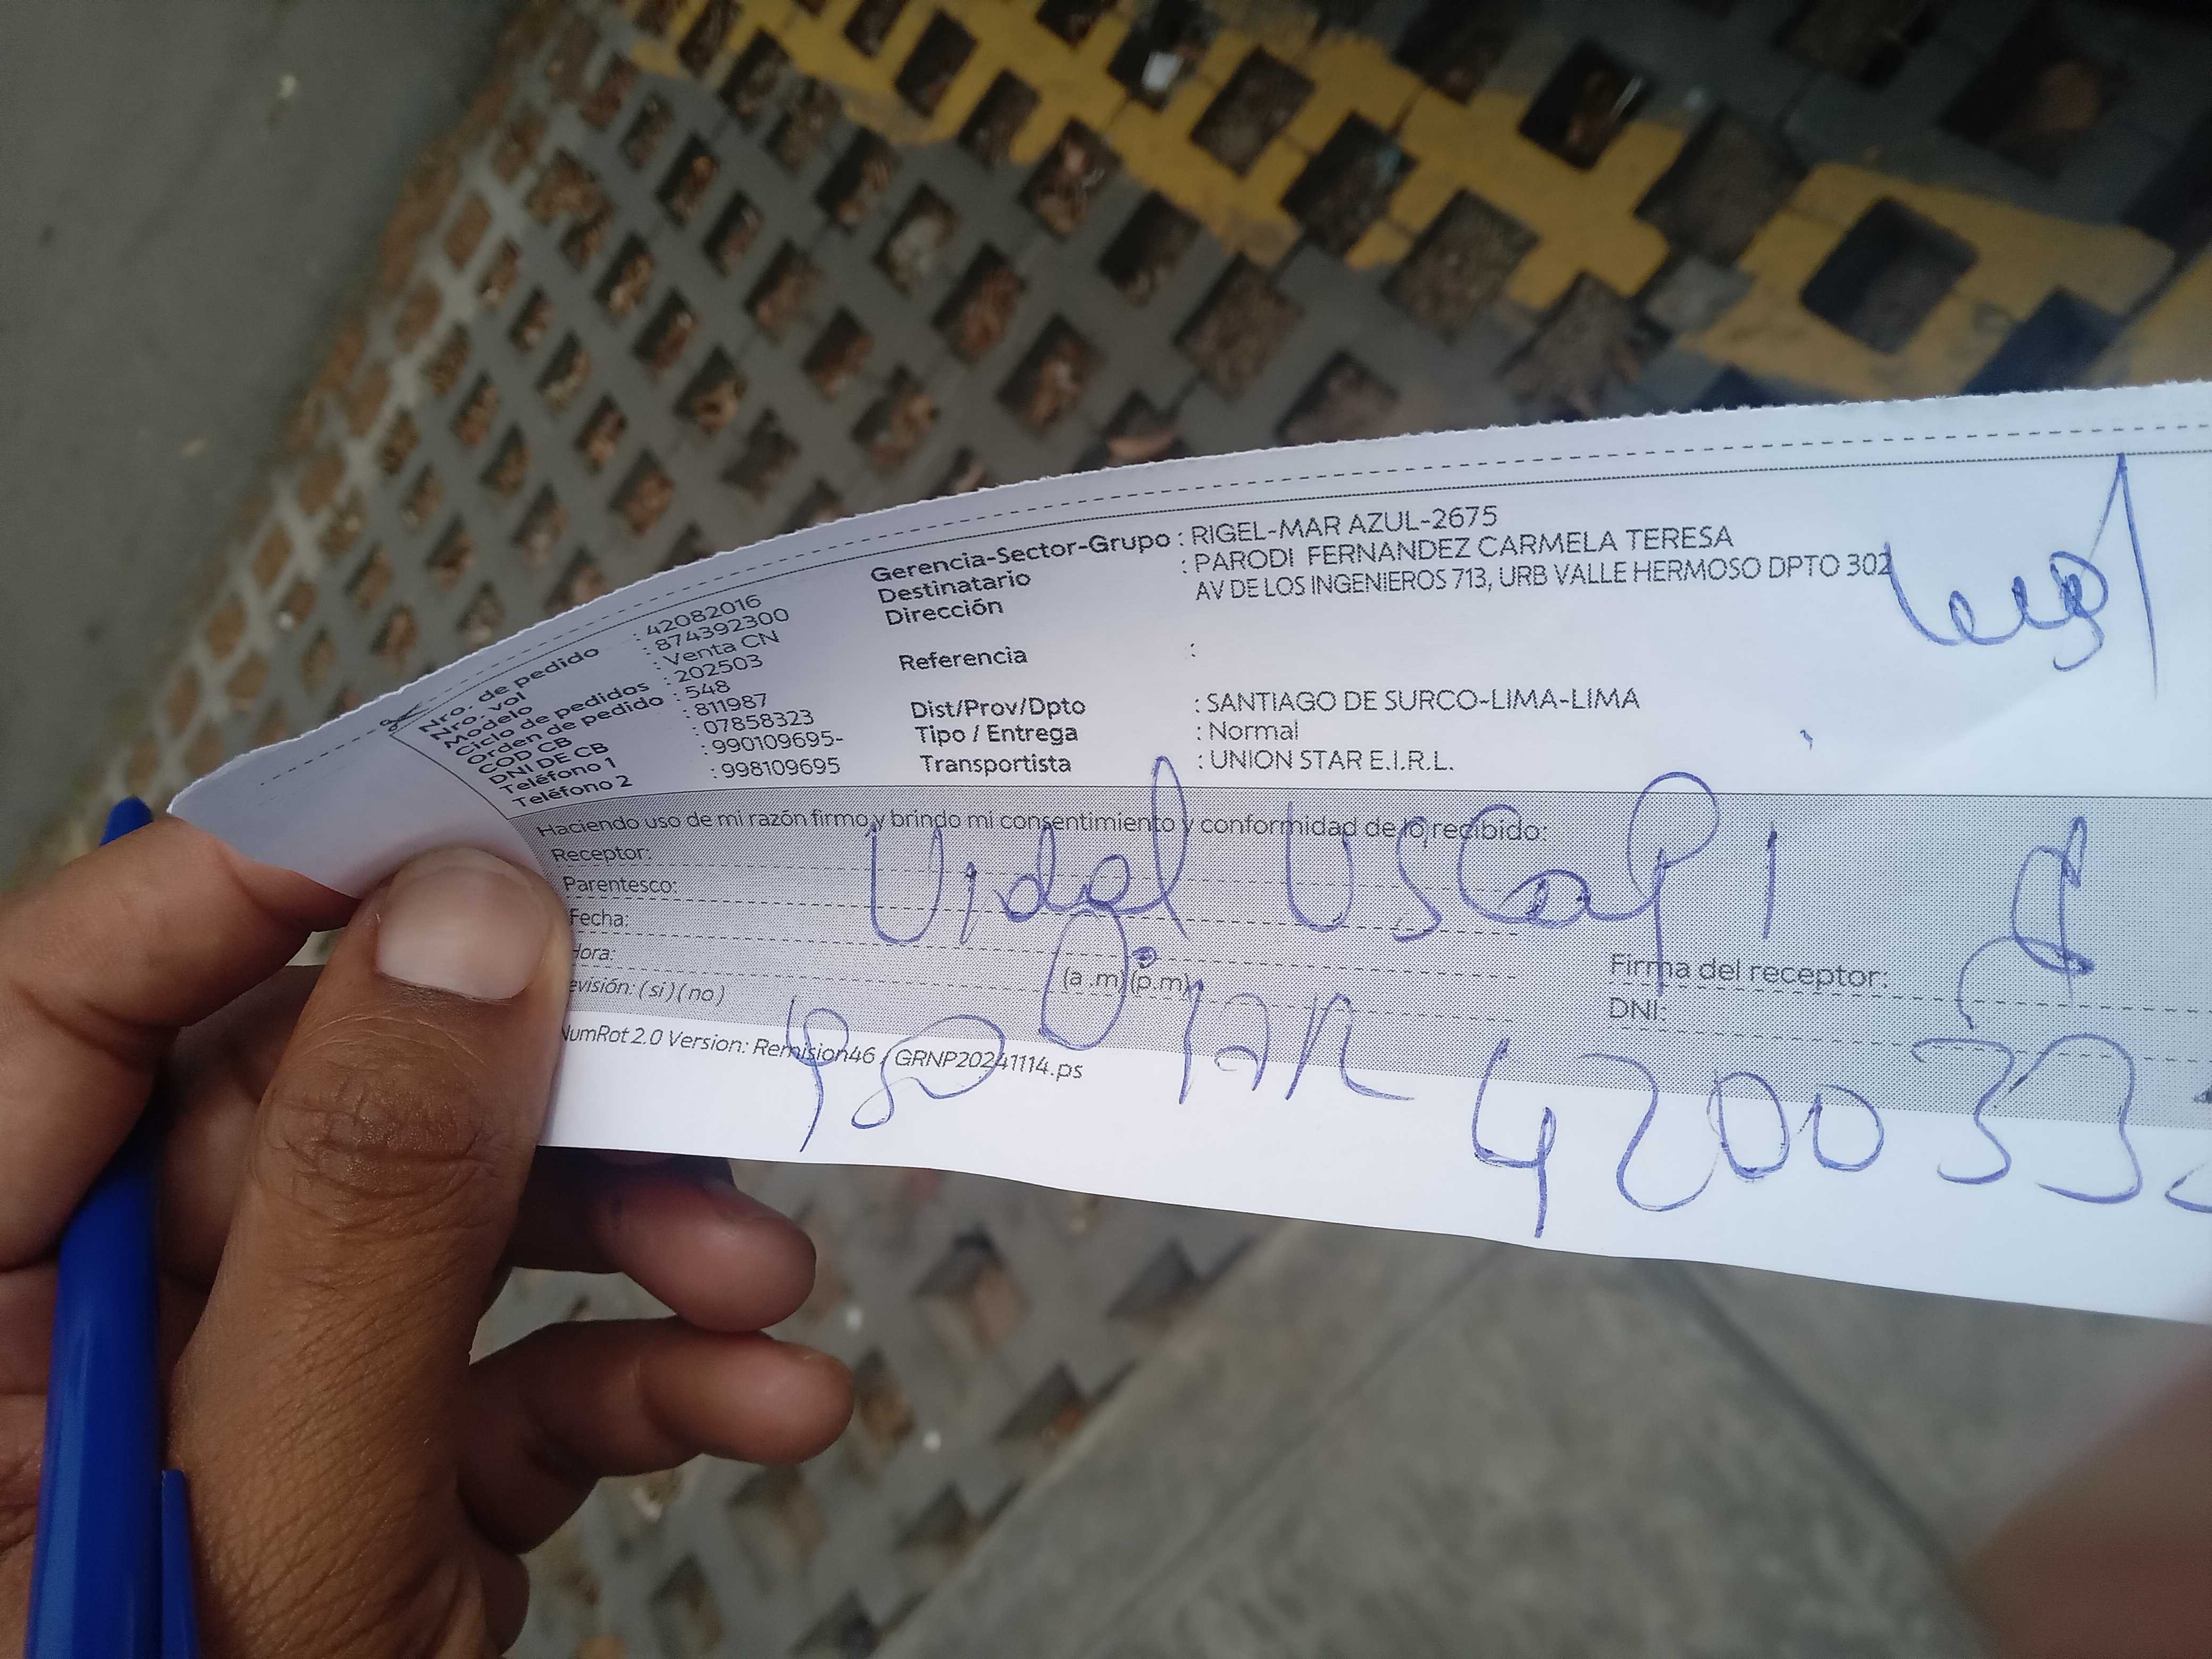 Nro. de pedido : 42082016
Nro. vol : 874392300
Modelo : Venta CN
Ciclo de pedidos : 202503
Orden de pedido : 548
COD CB : 811987
DNI DE CB : 07858323
Teléfono 1 : 990109695-
Teléfono 2 : 998109695
Gerencia-Sector-Grupo : RIGEL-MAR AZUL-2675
Destinatario : PARODI FERNANDEZ CARMELA TERESA
Dirección AV DE LOS INGENIEROS 713, URB VALLE HERMOSO DPTO 302
Referencia :
Dist/Prov/Dpto : SANTIAGO DE SURCO-LIMA-LIMA
Tipo / Entrega : Normal
Transportista : UNION STAR E.I.R.L.
Haciendo uso de mi razón firmo y brindo mi consentimiento y conformidad de lo recibido:
Receptor: Vidal
Parentesco:
Fecha:
Hora: (a.m) (p.m)
evisión: (si) (no)
Firma del receptor:
DNI: 420033
NumRot 2.0 Version: Remision46 / GRNP20241114.ps